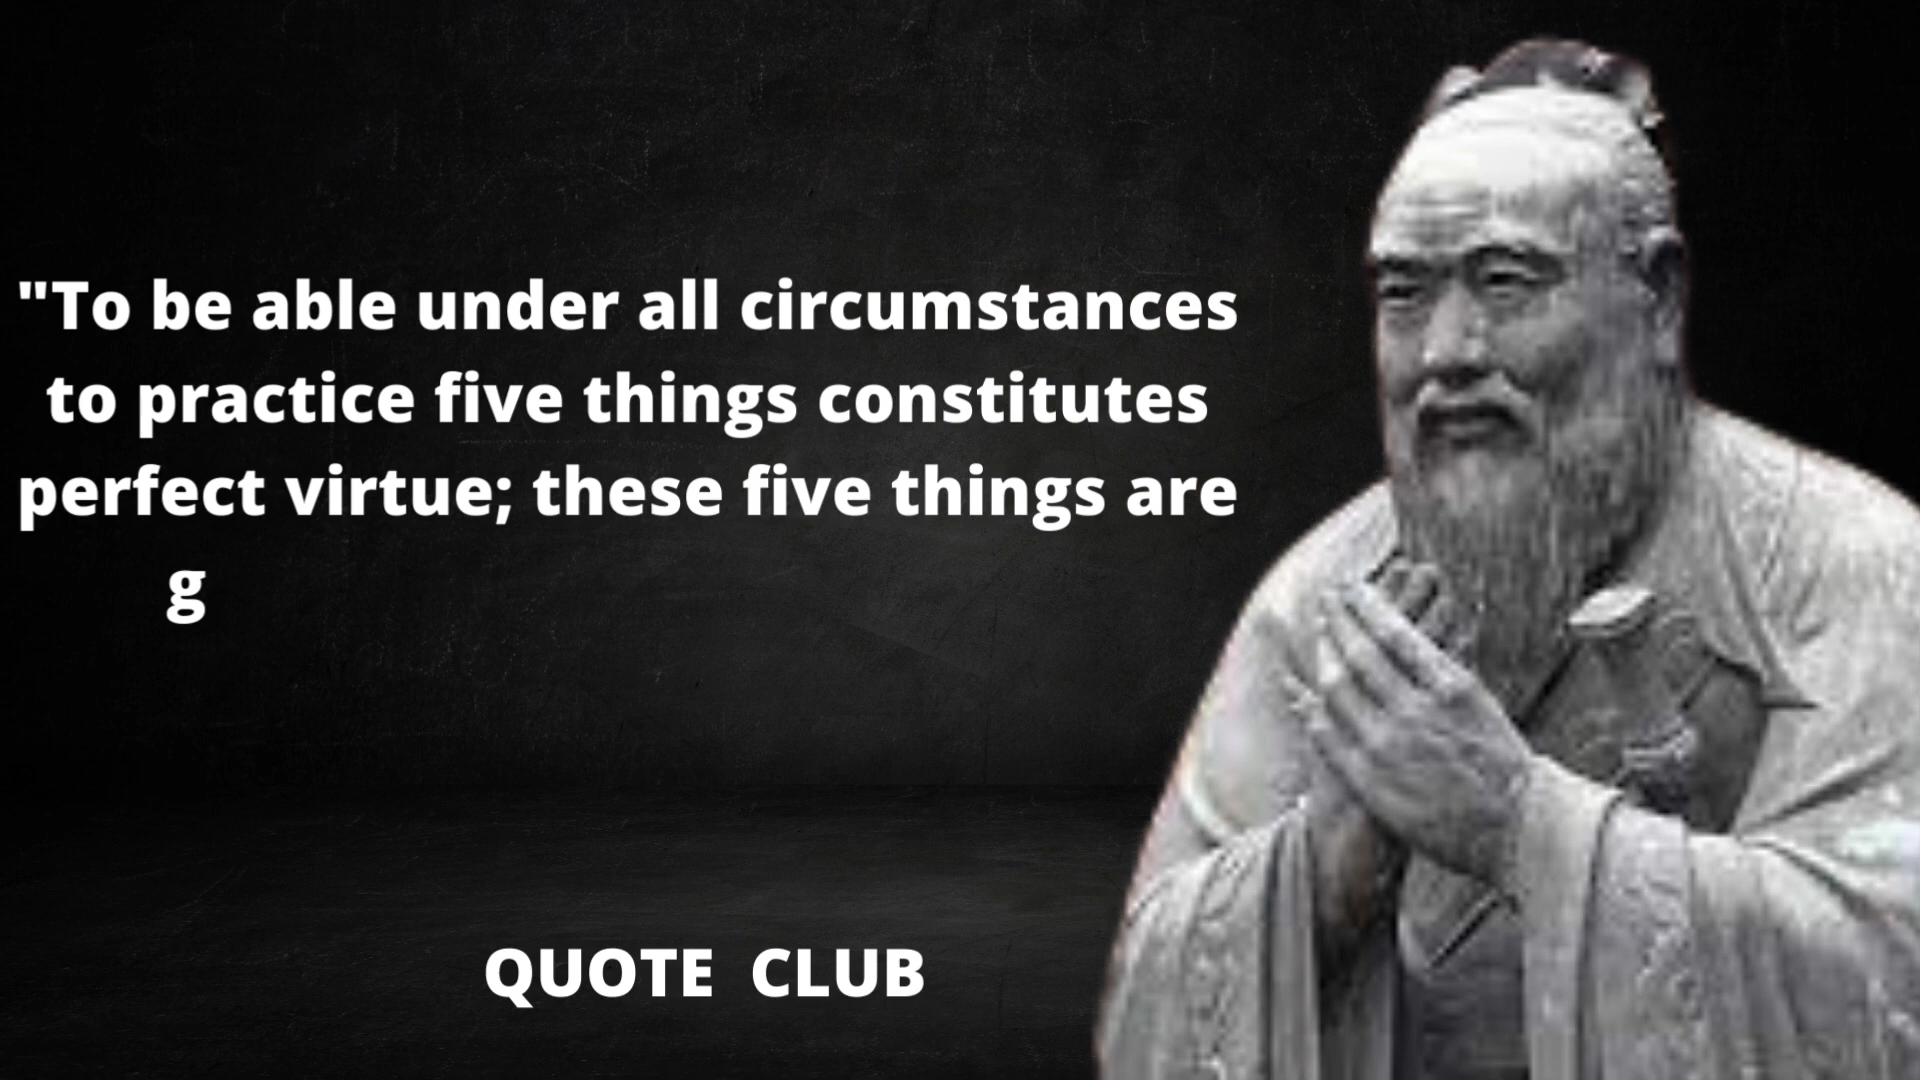 "To be able under all circumstances
to practice five things constitutes
perfect virtue; these five things are
g
QUOTE CLUB